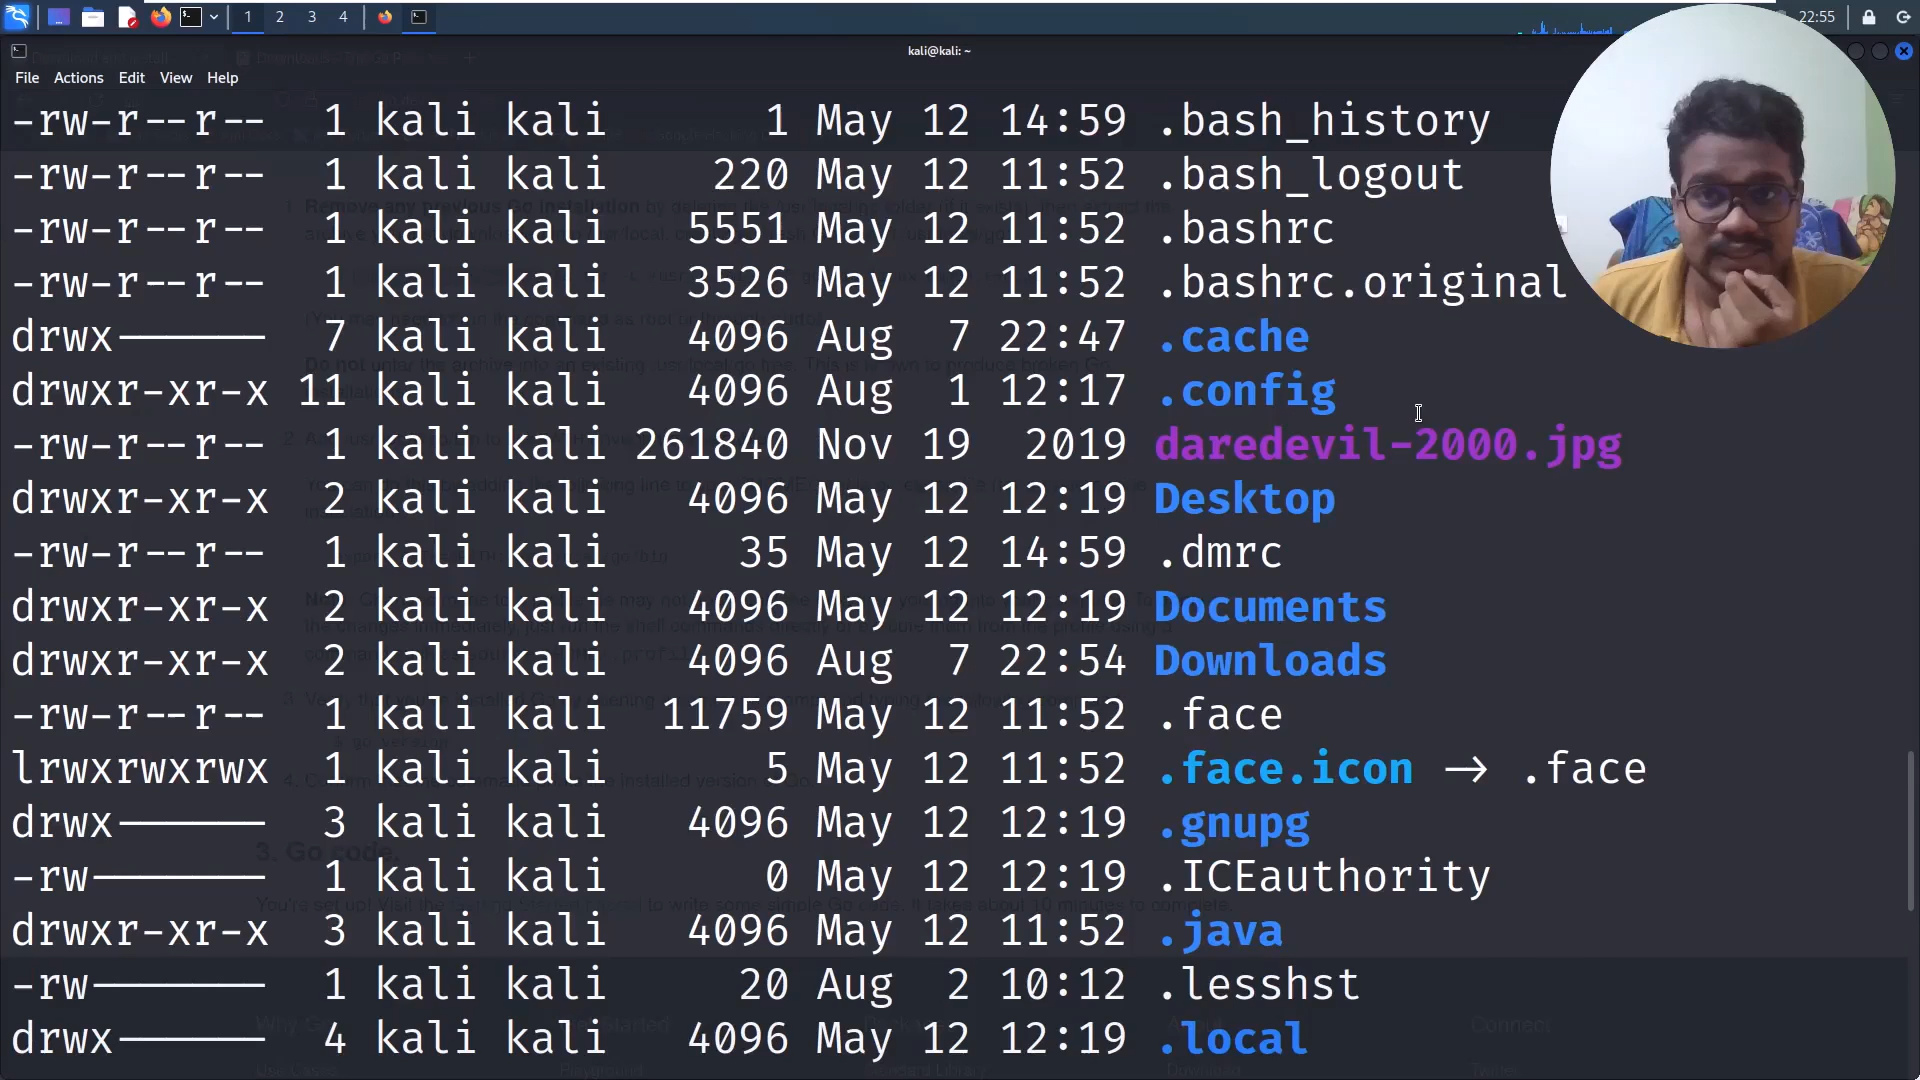 1 2 3 4
22:55
kali@kali: ~
File Actions Edit View Help
-rw-r--r-- 1 kali kali 1 May 12 14:59 .bash_history
-rw-r--r-- 1 kali kali 220 May 12 11:52 .bash_logout
-rw-r--r-- 1 kali kali 5551 May 12 11:52 .bashrc
-rw-r--r-- 1 kali kali 3526 May 12 11:52 .bashrc.original
drwx------ 7 kali kali 4096 Aug 7 22:47 .cache
drwxr-xr-x 11 kali kali 4096 Aug 1 12:17 .config
-rw-r--r-- 1 kali kali 261840 Nov 19 2019 daredevil-2000.jpg
drwxr-xr-x 2 kali kali 4096 May 12 12:19 Desktop
-rw-r--r-- 1 kali kali 35 May 12 14:59 .dmrc
drwxr-xr-x 2 kali kali 4096 May 12 12:19 Documents
drwxr-xr-x 2 kali kali 4096 Aug 7 22:54 Downloads
-rw-r--r-- 1 kali kali 11759 May 12 11:52 .face
lrwxrwxrwx 1 kali kali 5 May 12 11:52 .face.icon -> .face
drwx------ 3 kali kali 4096 May 12 12:19 .gnupg
-rw------- 1 kali kali 0 May 12 12:19 .ICEauthority
drwxr-xr-x 3 kali kali 4096 May 12 11:52 .java
-rw------- 1 kali kali 20 Aug 2 10:12 .lesshst
drwx------ 4 kali kali 4096 May 12 12:19 .local
3. Go code.